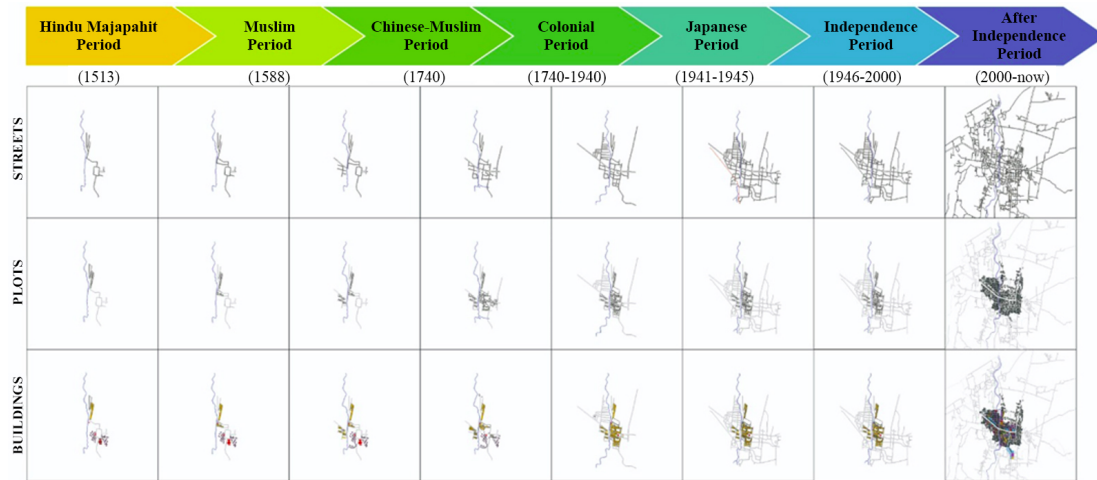 Hindu Majapahit
Period
Muslim
Period
Chinese-Muslim
Period
Colonial
Period
Japanese
Period
Independence
Period
After
Independence
Period
(1513)
(1588)
(1740)
(1740-1940)
(1941-1945)
(1946-2000)
(2000-now)
STREETS
PLOTS
BUILDINGS